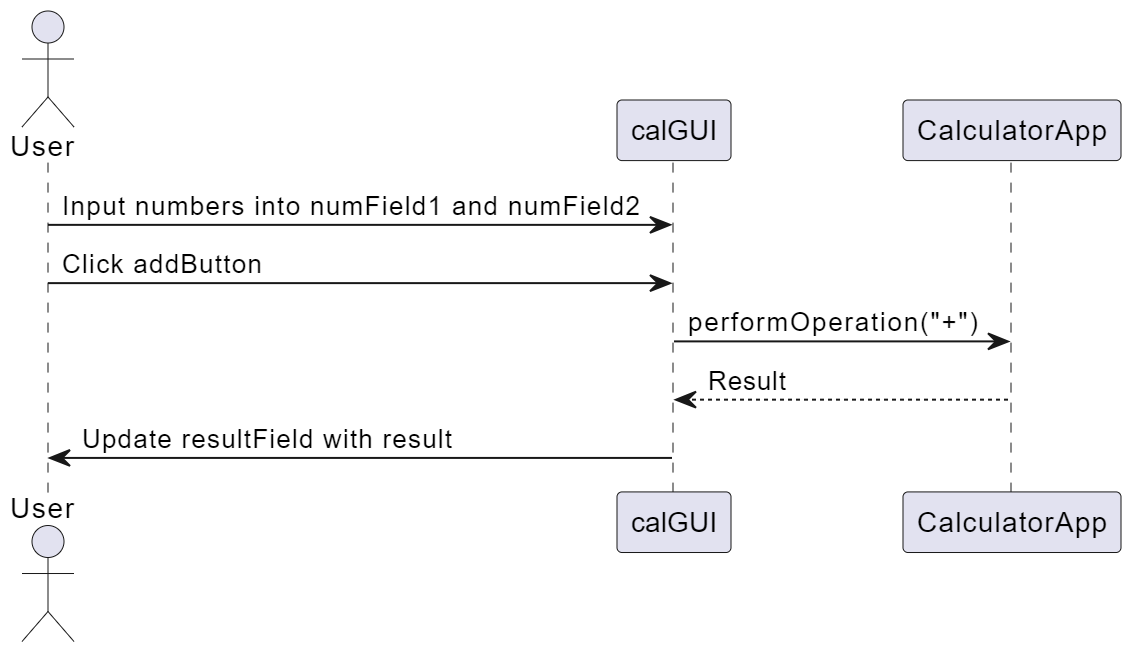 User
calGUI
CalculatorApp
Input numbers into numField1 and numField2
Click addButton
performOperation("+")
Result
Update resultField with result
User
calGUI
CalculatorApp